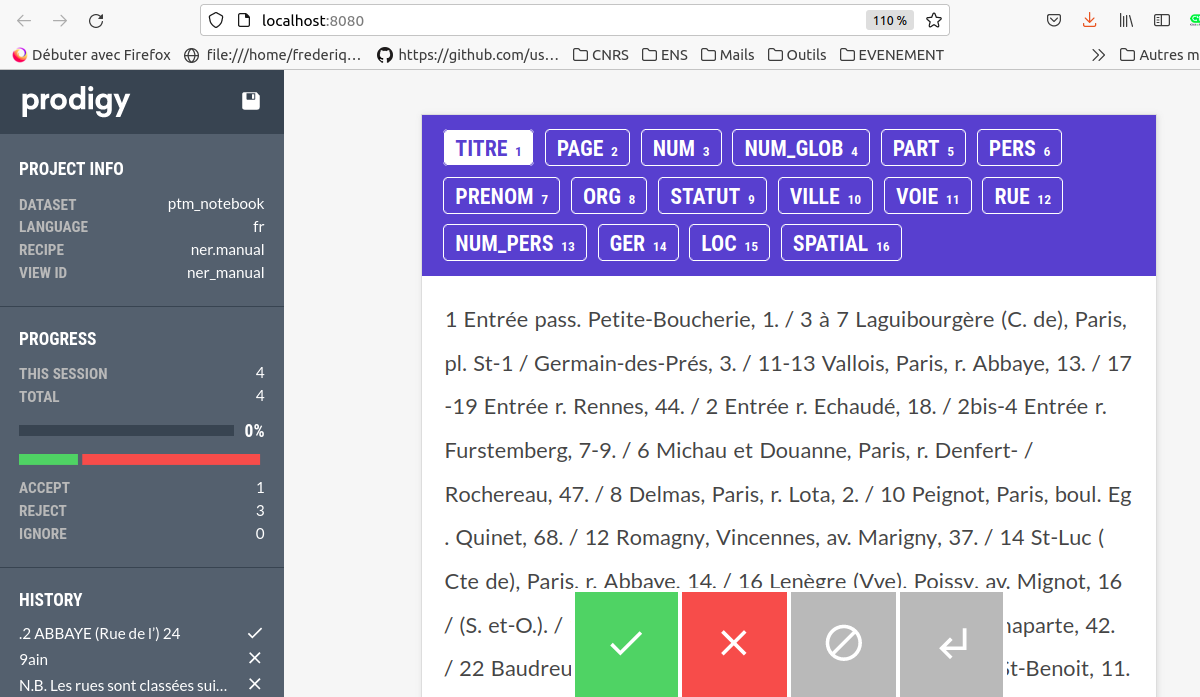 localhost:8080
110 %
Débuter avec Firefox
file:///home/frederiq…
https://github.com/us…
CNRS
ENS
Mails
Outils
EVENEMENT
Autres m
prodigy
PROJECT INFO
DATASET ptm_notebook
LANGUAGE fr
RECIPE ner.manual
VIEW ID ner_manual
PROGRESS
THIS SESSION 4
TOTAL 4
0%
ACCEPT 1
REJECT 3
IGNORE 0
HISTORY
.2 ABBAYE (Rue de l') 24
9ain
N.B. Les rues sont classées sui…
TITRE 1 PAGE 2 NUM 3 NUM_GLOB 4 PART 5 PERS 6
PRENOM 7 ORG 8 STATUT 9 VILLE 10 VOIE 11 RUE 12
NUM_PERS 13 GER 14 LOC 15 SPATIAL 16
1 Entrée pass. Petite-Boucherie, 1. / 3 à 7 Laguibourgère (C. de), Paris,
pl. St-1 / Germain-des-Prés, 3. / 11-13 Vallois, Paris, r. Abbaye, 13. / 17
-19 Entrée r. Rennes, 44. / 2 Entrée r. Echaudé, 18. / 2bis-4 Entrée r.
Furstemberg, 7-9. / 6 Michau et Douanne, Paris, r. Denfert- /
Rochereau, 47. / 8 Delmas, Paris, r. Lota, 2. / 10 Peignot, Paris, boul. Eg
. Quinet, 68. / 12 Romagny, Vincennes, av. Marigny, 37. / 14 St-Luc (
Cte de), Paris, r. Abbaye, 14. / 16 Lenègre (Vve), Poissy, av. Mignot, 16
/ (S. et-O.). / naparte, 42.
/ 22 Baudreu St-Benoit, 11.